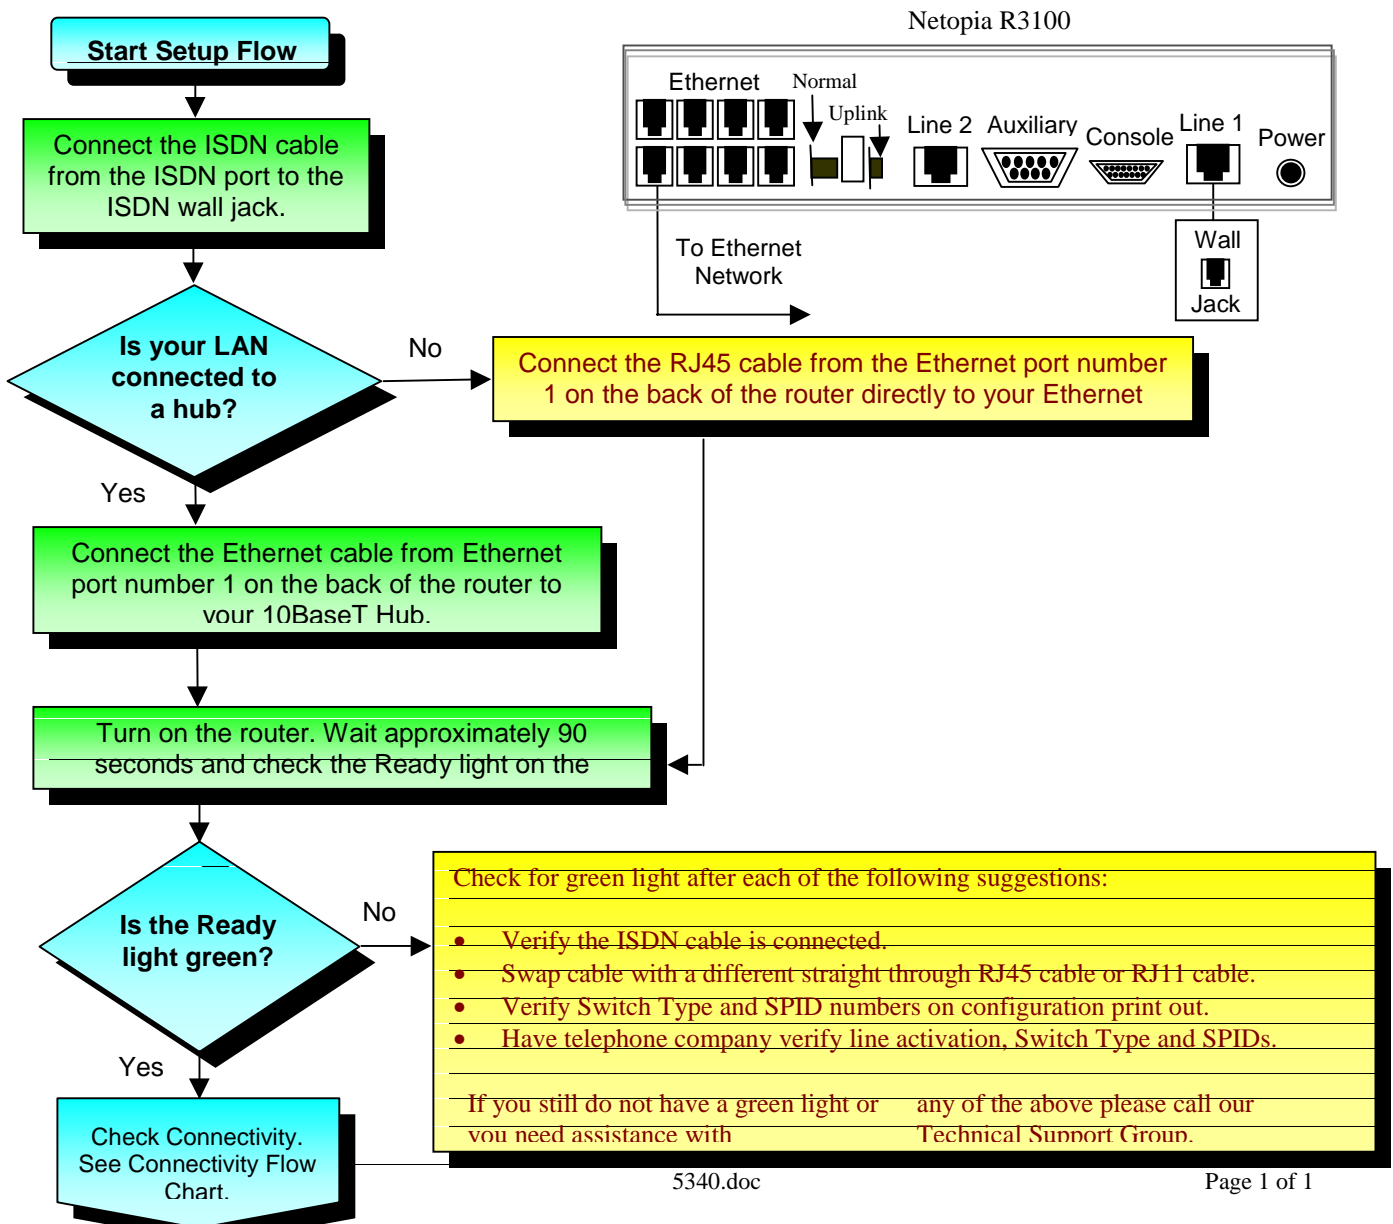 Netopia R3100
Start Setup Flow
Ethernet
Normal
Uplink
Line 2
Auxiliary
Console
Line 1
Power
Connect the ISDN cable
from the ISDN port to the
ISDN wall jack.
To Ethernet
Network
Wall
Jack
Is your LAN
connected to
a hub?
No
Connect the RJ45 cable from the Ethernet port number
1 on the back of the router directly to your Ethernet
Yes
Connect the Ethernet cable from Ethernet
port number 1 on the back of the router to
your 10BaseT Hub.
Turn on the router. Wait approximately 90
seconds and check the Ready light on the
Is the Ready
light green?
No
Check for green light after each of the following suggestions:
• Verify the ISDN cable is connected.
• Swap cable with a different straight through RJ45 cable or RJ11 cable.
• Verify Switch Type and SPID numbers on configuration print out.
• Have telephone company verify line activation, Switch Type and SPIDs.
If you still do not have a green light or any of the above please call our
you need assistance with Technical Support Group.
Yes
Check Connectivity.
See Connectivity Flow
Chart.
5340.doc
Page 1 of 1